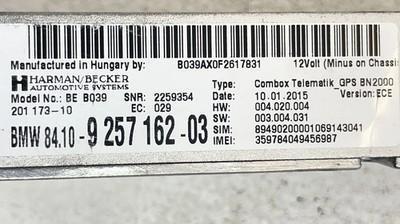 Manufactured in Hungary by: B039AX0F2617831 12Volt (Minus on Chassis
HARMAN/BECKER
AUTOMOTIVE SYSTEMS
Type: Combox Telematik_GPS BN2000
Model No.: BE B039 SNR: 2259354 Date: 10.01.2015 Version: ECE
201 173-10 EC: 029 HW: 004.020.004
SW: 003.004.031
BMW 84.10-9 257 162-03
SIM: 89490200001069143041
IMEI: 359784049456987